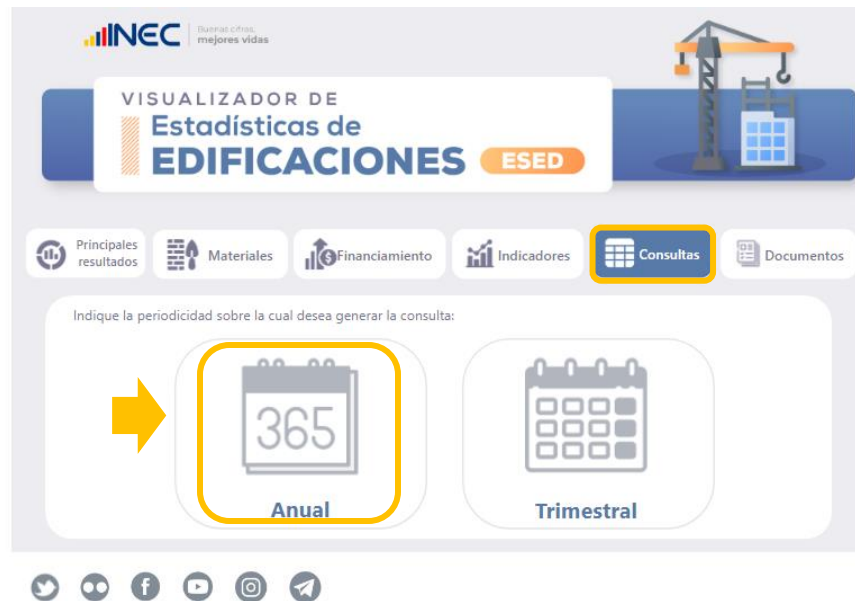 INEC
Buenas cifras,
mejores vidas
VISUALIZADOR DE
Estadísticas de
EDIFICACIONES ESED
Principales
resultados
Materiales
Financiamiento
Indicadores
Consultas
Documentos
Indique la periodicidad sobre la cual desea generar la consulta:
365
Anual
Trimestral